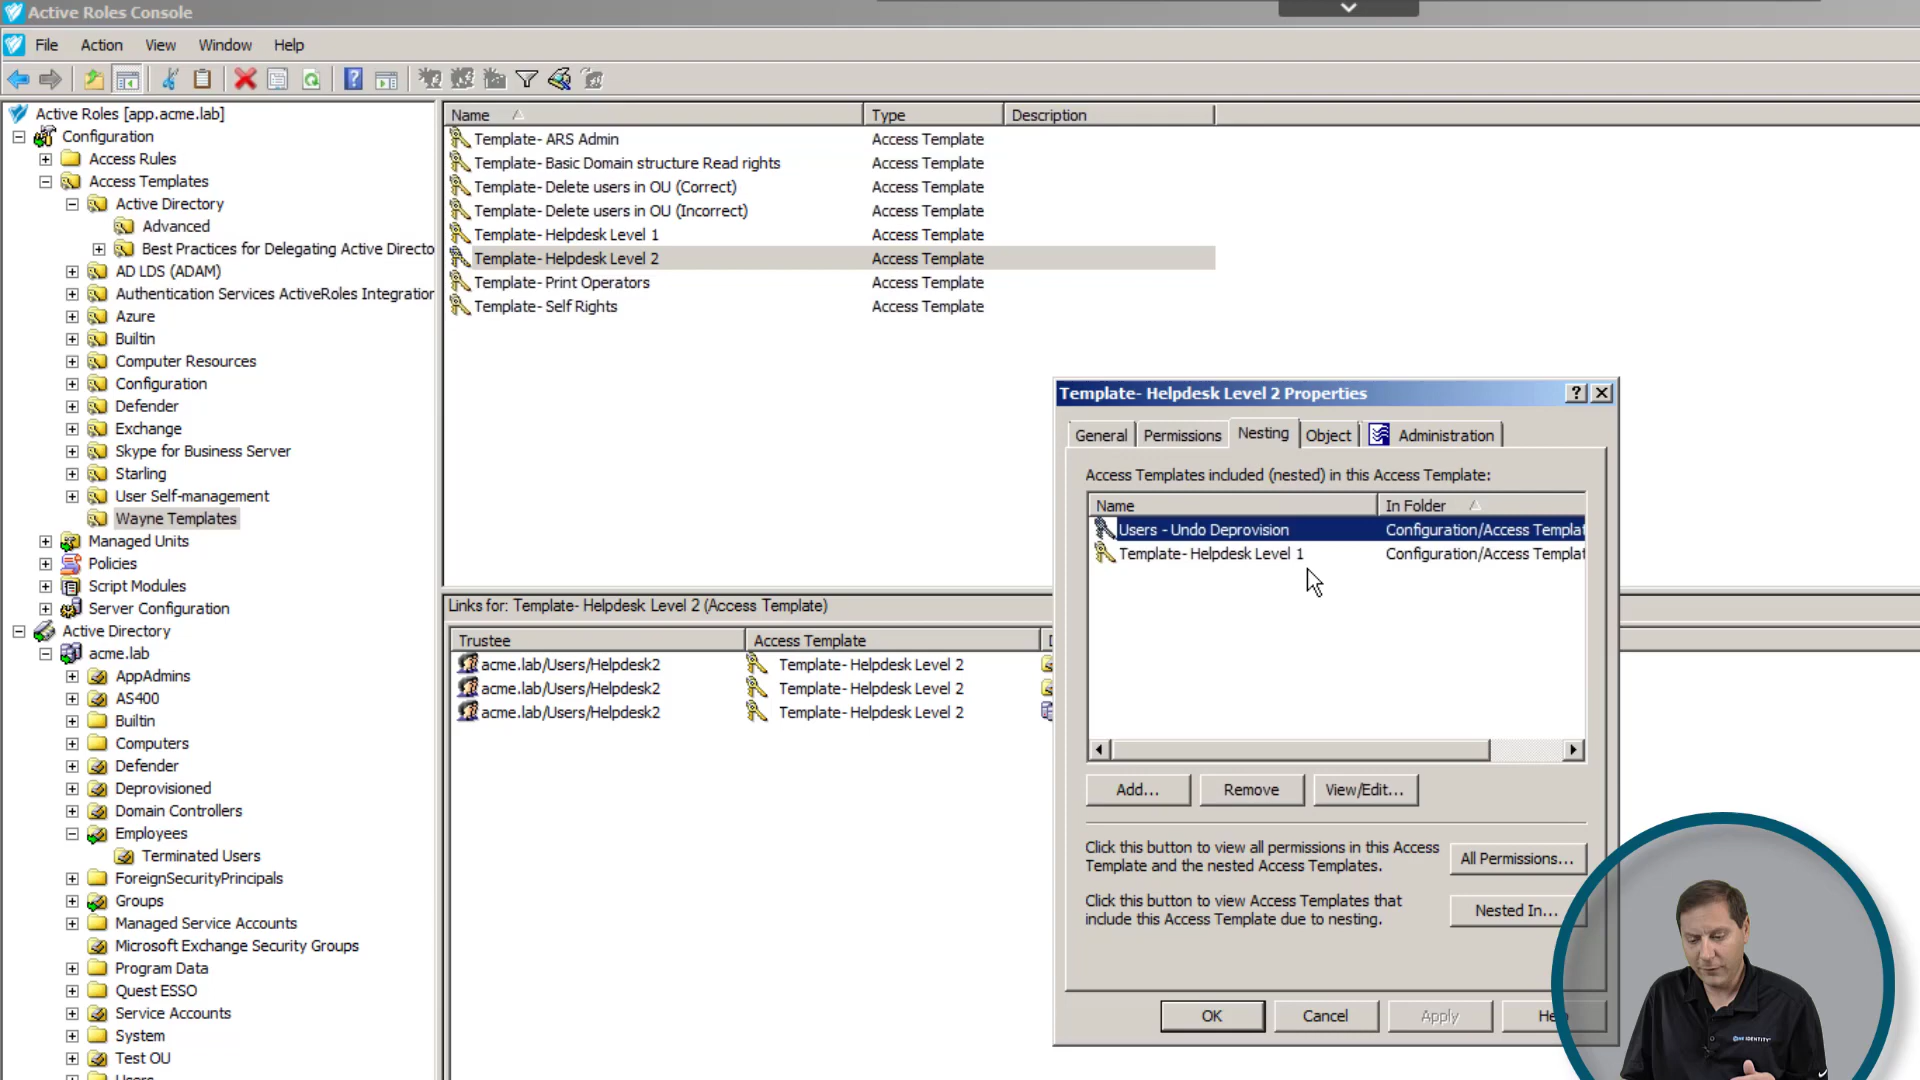 Active Roles Console
File Action View Window Help
Active Roles [app.acme.lab]
Configuration
Access Rules
Access Templates
Active Directory
Advanced
Best Practices for Delegating Active Directo
AD LDS (ADAM)
Authentication Services ActiveRoles Integration
Azure
Builtin
Computer Resources
Configuration
Defender
Exchange
Skype for Business Server
Starling
User Self-management
Wayne Templates
Managed Units
Policies
Script Modules
Server Configuration
Active Directory
acme.lab
AppAdmins
AS400
Builtin
Computers
Defender
Deprovisioned
Domain Controllers
Employees
Terminated Users
ForeignSecurityPrincipals
Groups
Managed Service Accounts
Microsoft Exchange Security Groups
Program Data
Quest ESSO
Service Accounts
System
Test OU
Name Type Description
Template- ARS Admin Access Template
Template- Basic Domain structure Read rights Access Template
Template- Delete users in OU (Correct) Access Template
Template- Delete users in OU (Incorrect) Access Template
Template- Helpdesk Level 1 Access Template
Template- Helpdesk Level 2 Access Template
Template- Print Operators Access Template
Template- Self Rights Access Template
Links for: Template- Helpdesk Level 2 (Access Template)
Trustee Access Template
acme.lab/Users/Helpdesk2 Template- Helpdesk Level 2
acme.lab/Users/Helpdesk2 Template- Helpdesk Level 2
acme.lab/Users/Helpdesk2 Template- Helpdesk Level 2
Template- Helpdesk Level 2 Properties
General Permissions Nesting Object Administration
Access Templates included (nested) in this Access Template:
Name In Folder
Users - Undo Deprovision Configuration/Access Templat
Template- Helpdesk Level 1 Configuration/Access Templat
Add... Remove View/Edit...
Click this button to view all permissions in this Access
Template and the nested Access Templates.
All Permissions...
Click this button to view Access Templates that
include this Access Template due to nesting.
Nested In...
OK Cancel Apply Help
IDENTITY